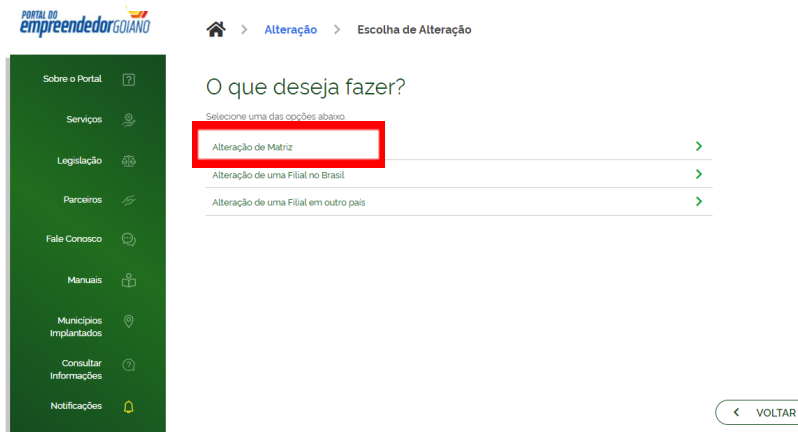 PORTAL DO
empreendedorGOIANO
> Alteração > Escolha de Alteração
Sobre o Portal
Serviços
Legislação
Parceiros
Fale Conosco
Manuais
Municípios
Implantados
Consultar
Informações
Notificações
O que deseja fazer?
Selecione uma das opções abaixo.
Alteração de Matriz
Alteração de uma Filial no Brasil
Alteração de uma Filial em outro país
VOLTAR